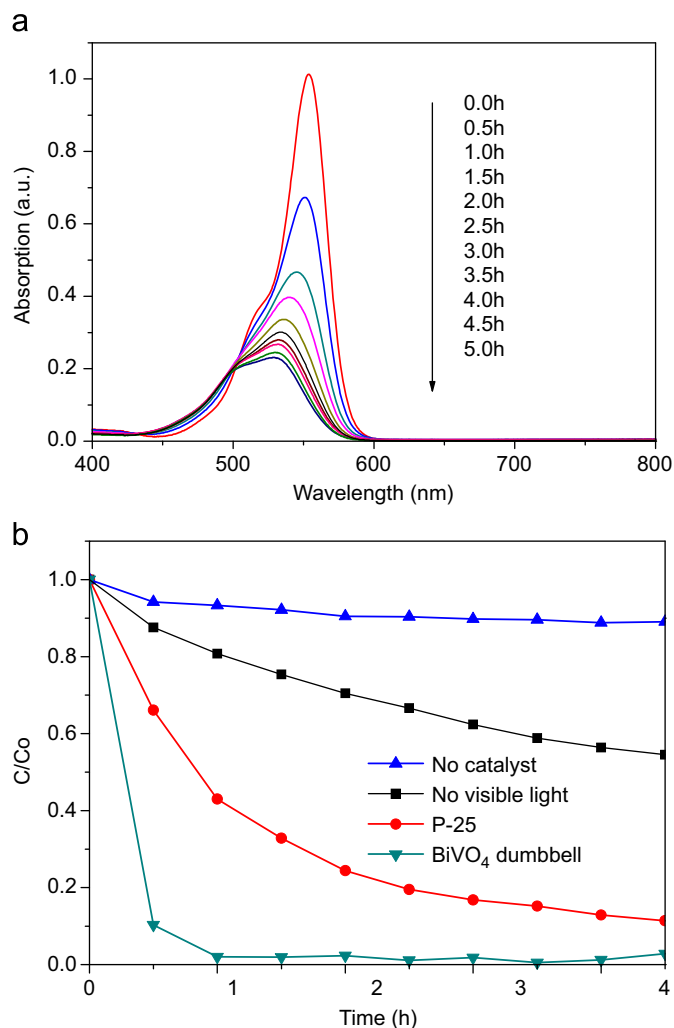 a
Absorption (a.u.)
1.0
0.8
0.6
0.4
0.2
0.0
400
500
600
700
800
Wavelength (nm)
0.0h
0.5h
1.0h
1.5h
2.0h
2.5h
3.0h
3.5h
4.0h
4.5h
5.0h
b
C/Co
1.0
0.8
0.6
0.4
0.2
0.0
No catalyst
No visible light
P-25
BiVO₄ dumbbell
0
1
2
3
4
Time (h)